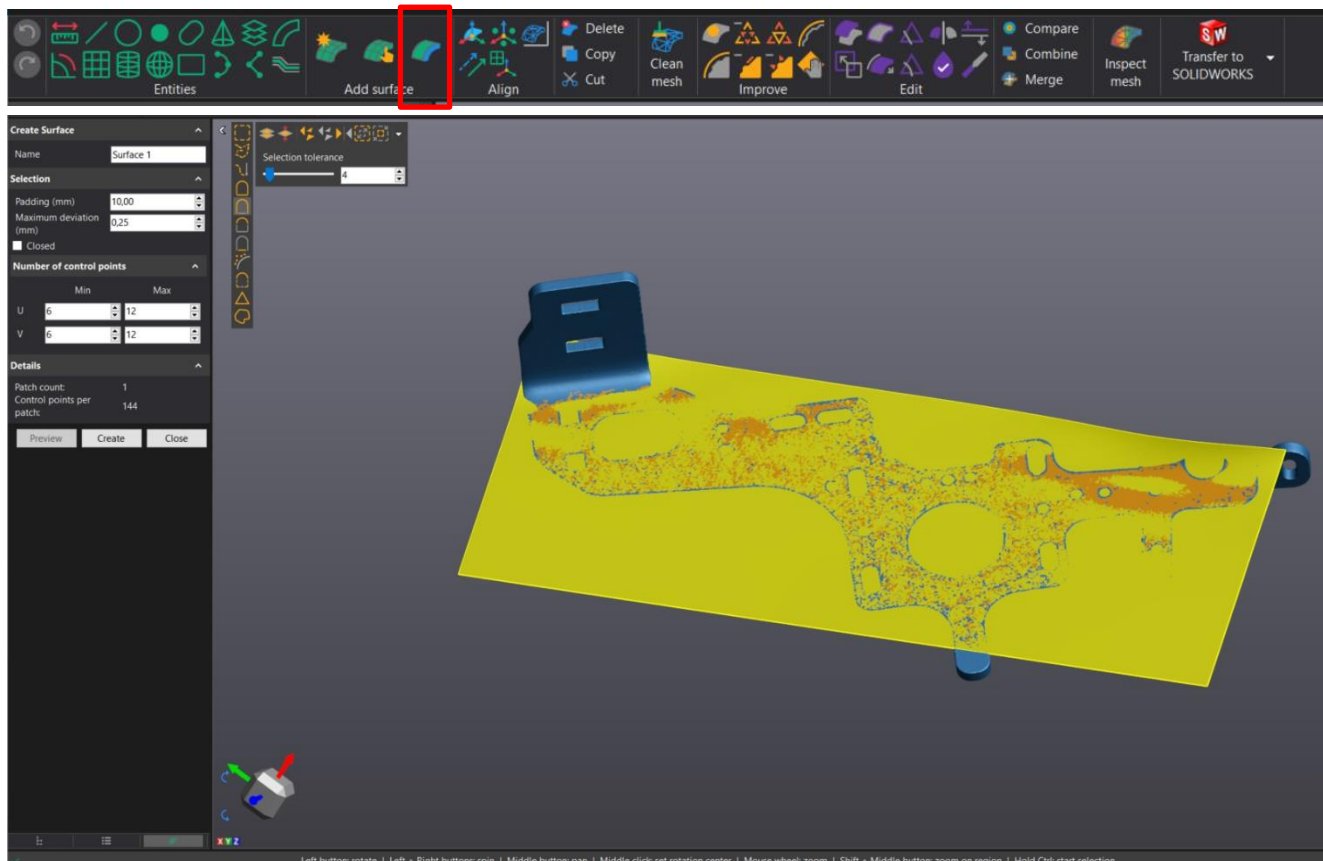 Delete
Copy
Cut
Clean mesh
Compare
Combine
Merge
Inspect mesh
SW
Transfer to SOLIDWORKS
Entities
Add surface
Align
Improve
Edit
Create Surface
Name Surface 1
Selection
Padding (mm) 10,00
Maximum deviation (mm) 0,25
Closed
Number of control points
Min Max
U 6 12
V 6 12
Details
Patch count: 1
Control points per patch: 144
Preview Create Close
Selection tolerance
4
X Y Z
Left button: rotate | Left + Right buttons: spin | Middle button: pan | Middle click: set rotation center | Mouse wheel: zoom | Shift + Middle button: zoom on region | Hold Ctrl: start selection